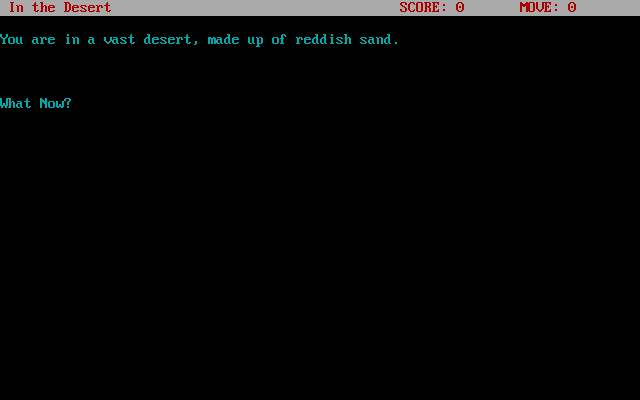 In the Desert SCORE: 0 MOVE: 0
You are in a vast desert, made up of reddish sand.
What Now?